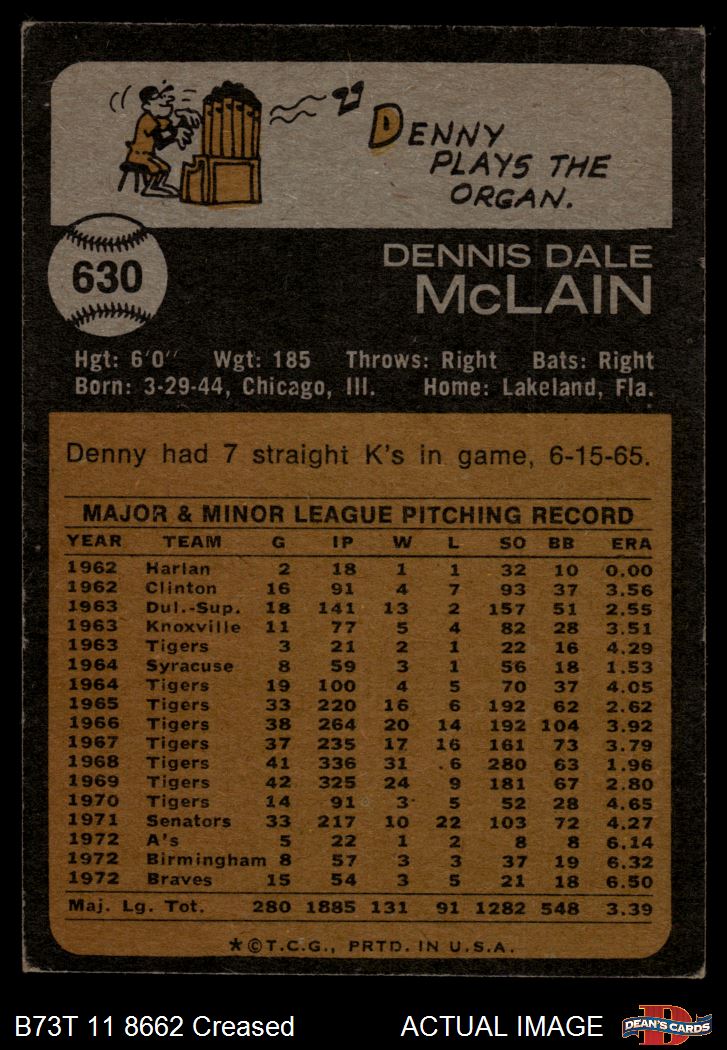 DENNY
PLAYS THE
ORGAN.
630
DENNIS DALE
McLAIN
Hgt: 6'0" Wgt: 185 Throws: Right Bats: Right
Born: 3-29-44, Chicago, Ill. Home: Lakeland, Fla.
Denny had 7 straight K's in game, 6-15-65.
MAJOR & MINOR LEAGUE PITCHING RECORD
YEAR TEAM G IP W L SO BB ERA
1962 Harlan 2 18 1 1 32 10 0.00
1962 Clinton 16 91 4 7 93 37 3.56
1963 Dul.-Sup. 18 141 13 2 157 51 2.55
1963 Knoxville 11 77 5 4 82 28 3.51
1963 Tigers 3 21 2 1 22 16 4.29
1964 Syracuse 8 59 3 1 56 18 1.53
1964 Tigers 19 100 4 5 70 37 4.05
1965 Tigers 33 220 16 6 192 62 2.62
1966 Tigers 38 264 20 14 192 104 3.92
1967 Tigers 37 235 17 16 161 73 3.79
1968 Tigers 41 336 31 6 280 63 1.96
1969 Tigers 42 325 24 9 181 67 2.80
1970 Tigers 14 91 3 5 52 28 4.65
1971 Senators 33 217 10 22 103 72 4.27
1972 A's 5 22 1 2 8 8 6.14
1972 Birmingham 8 57 3 3 37 19 6.32
1972 Braves 15 54 3 5 21 18 6.50
Maj. Lg. Tot. 280 1885 131 91 1282 548 3.39
*©T.C.G., PRTD. IN U.S.A.
B73T 11 8662 Creased ACTUAL IMAGE
D
DEAN'S CARDS